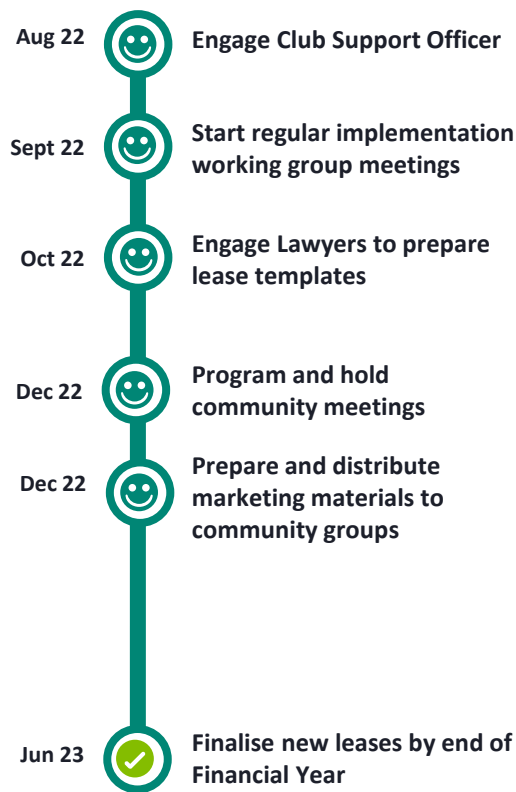 Aug 22
Engage Club Support Officer
Sept 22
Start regular implementation
working group meetings
Oct 22
Engage Lawyers to prepare
lease templates
Dec 22
Program and hold
community meetings
Dec 22
Prepare and distribute
marketing materials to
community groups
Jun 23
Finalise new leases by end of
Financial Year